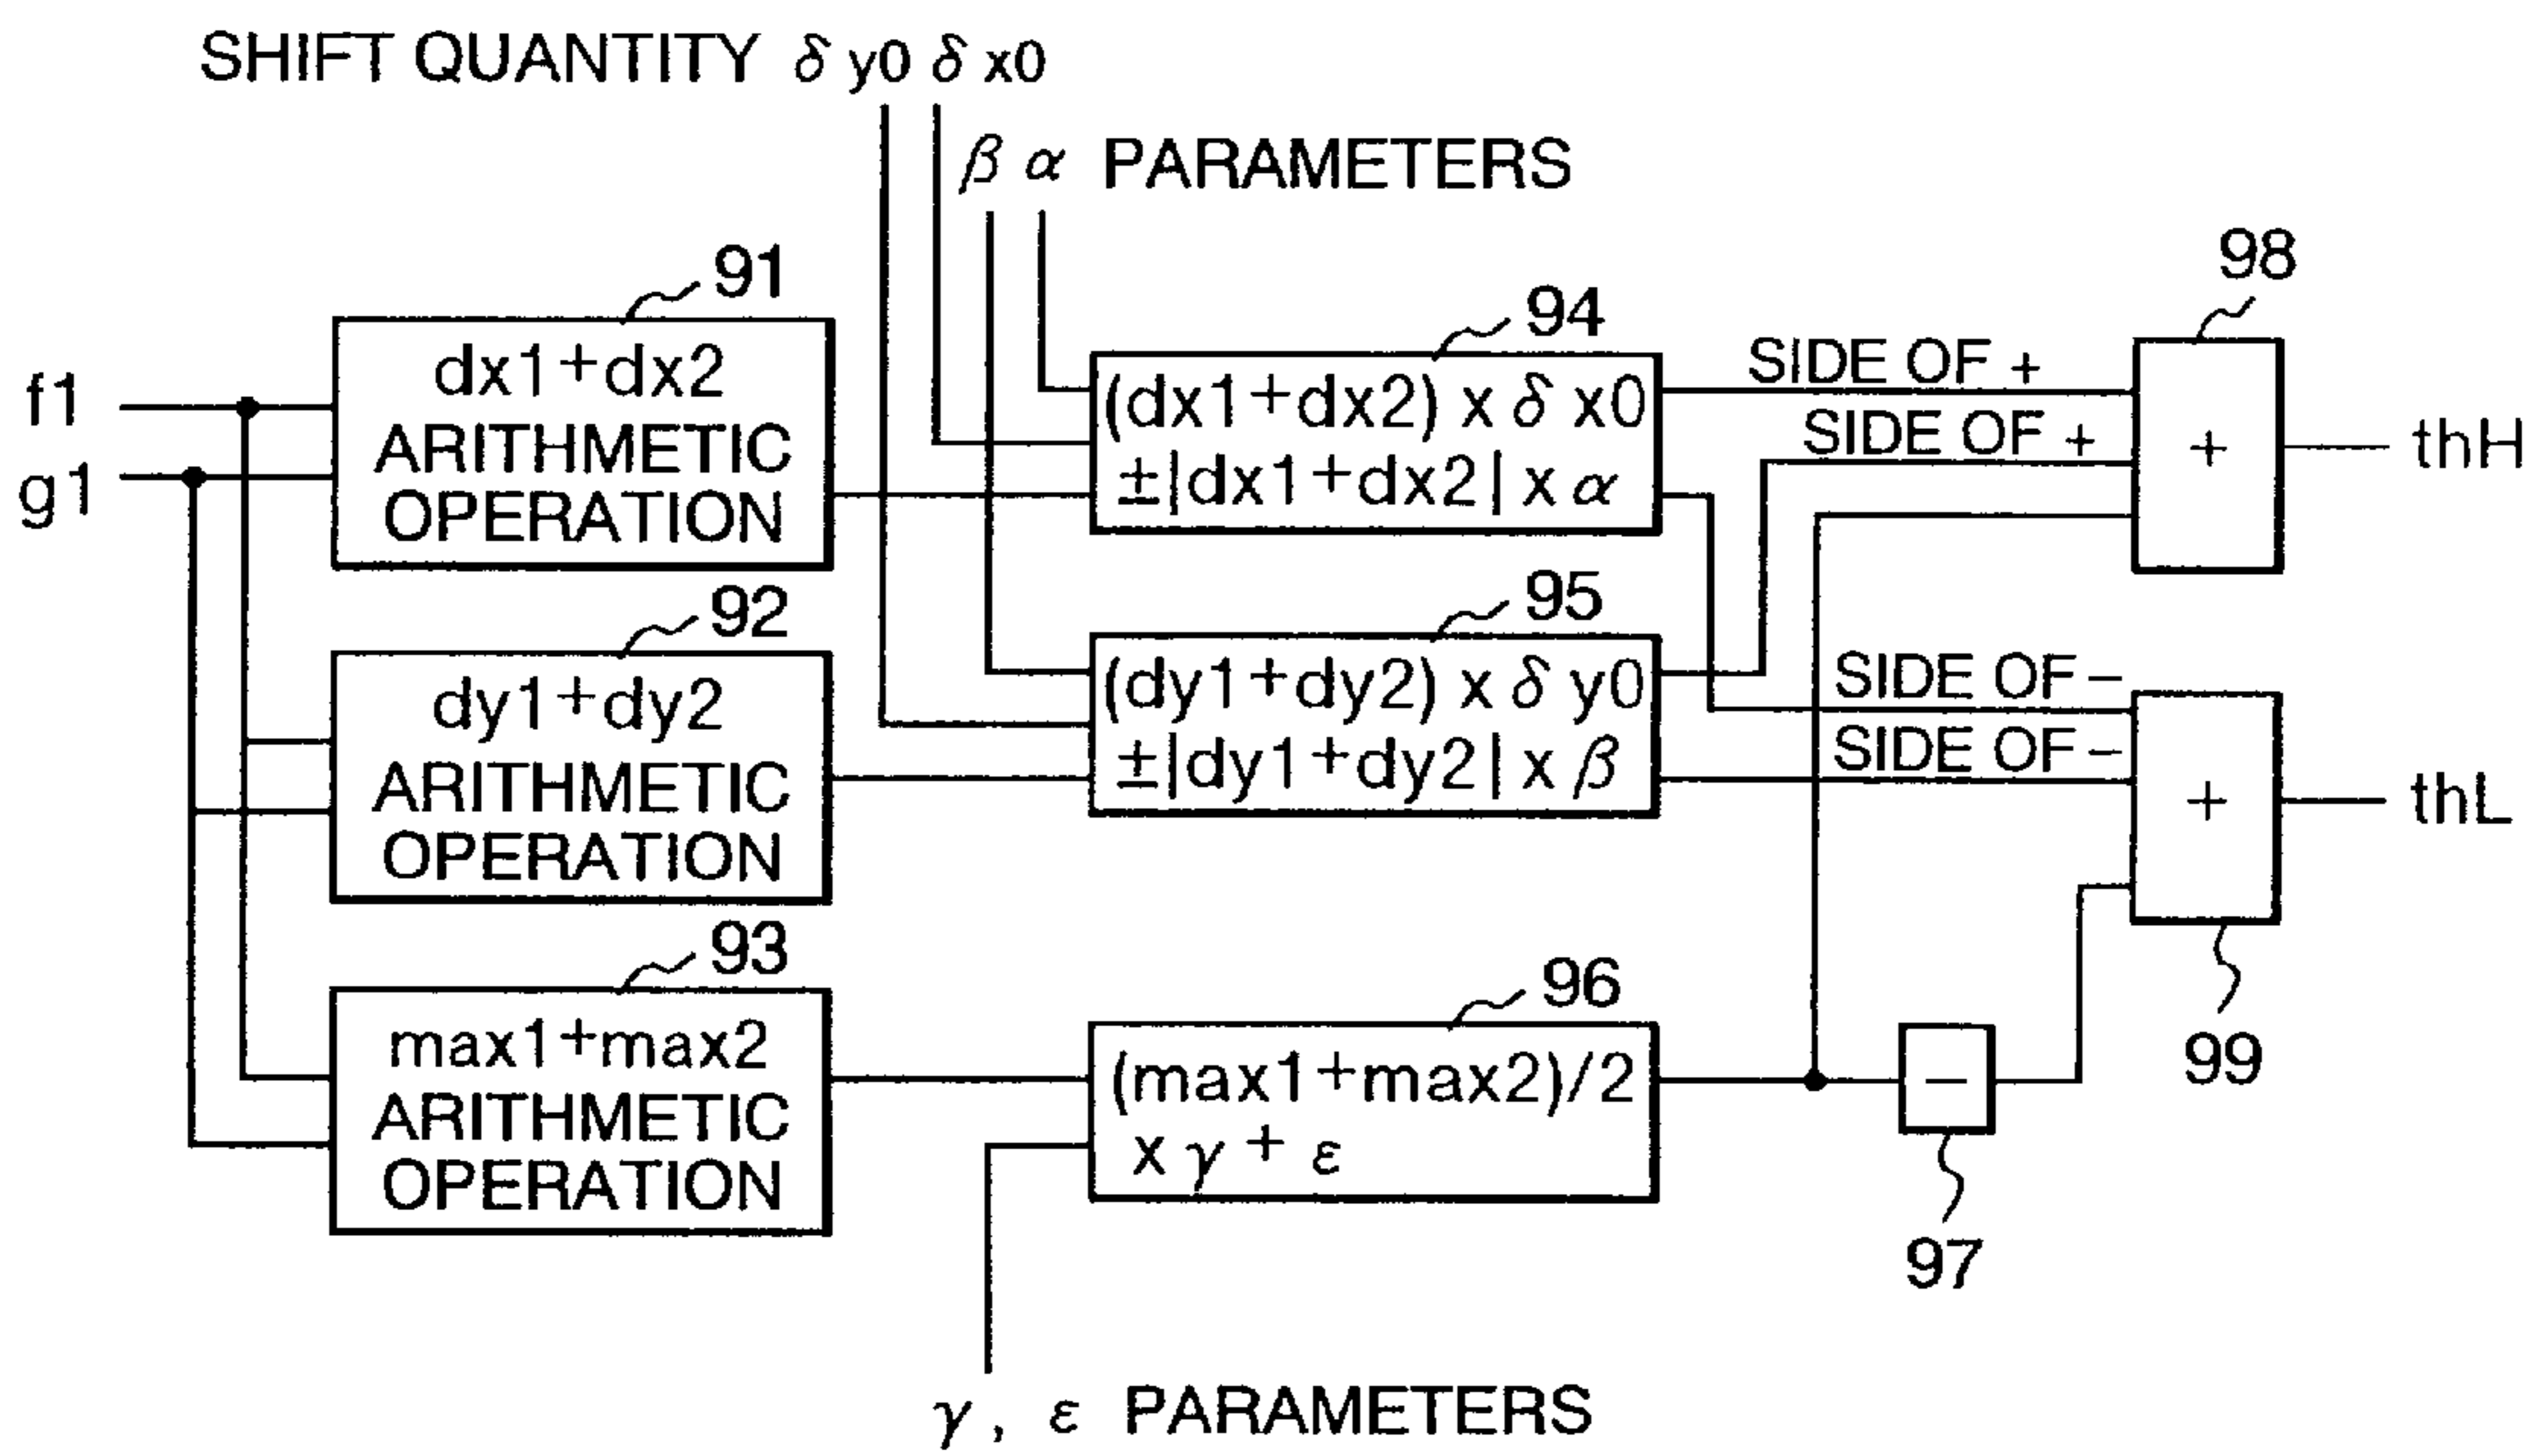 SHIFT QUANTITY δ y0 δ x0
β α PARAMETERS
f1
g1
91
dx1+dx2
ARITHMETIC
OPERATION
92
dy1+dy2
ARITHMETIC
OPERATION
93
max1+max2
ARITHMETIC
OPERATION
94
(dx1+dx2) x δ x0
±|dx1+dx2| x α
95
(dy1+dy2) x δ y0
±|dy1+dy2| x β
96
(max1+max2)/2
x γ + ε
γ , ε PARAMETERS
SIDE OF +
SIDE OF +
SIDE OF −
SIDE OF −
−
97
98
+
thH
+
thL
99